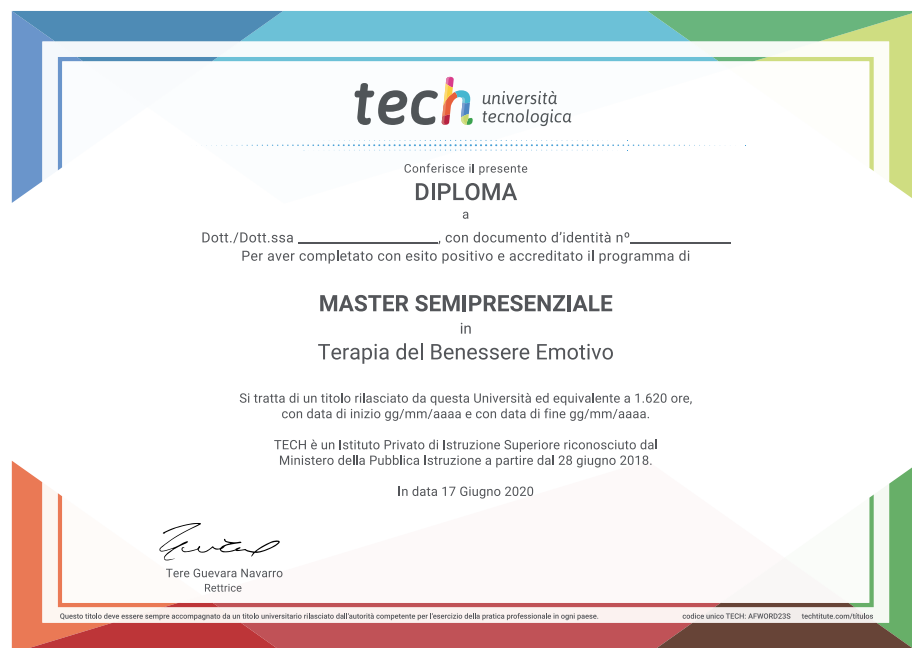 tech università
tecnologica
Conferisce il presente
DIPLOMA
a
Dott./Dott.ssa ________________, con documento d'identità nº____________
Per aver completato con esito positivo e accreditato il programma di
MASTER SEMIPRESENZIALE
in
Terapia del Benessere Emotivo
Si tratta di un titolo rilasciato da questa Università ed equivalente a 1.620 ore,
con data di inizio gg/mm/aaaa e con data di fine gg/mm/aaaa.
TECH è un Istituto Privato di Istruzione Superiore riconosciuto dal
Ministero della Pubblica Istruzione a partire dal 28 giugno 2018.
In data 17 Giugno 2020
Tere Guevara Navarro
Rettrice
Questo titolo deve essere sempre accompagnato da un titolo universitario rilasciato dall'autorità competente per l'esercizio della pratica professionale in ogni paese. codice unico TECH: AFWORD23S techtitute.com/titulos